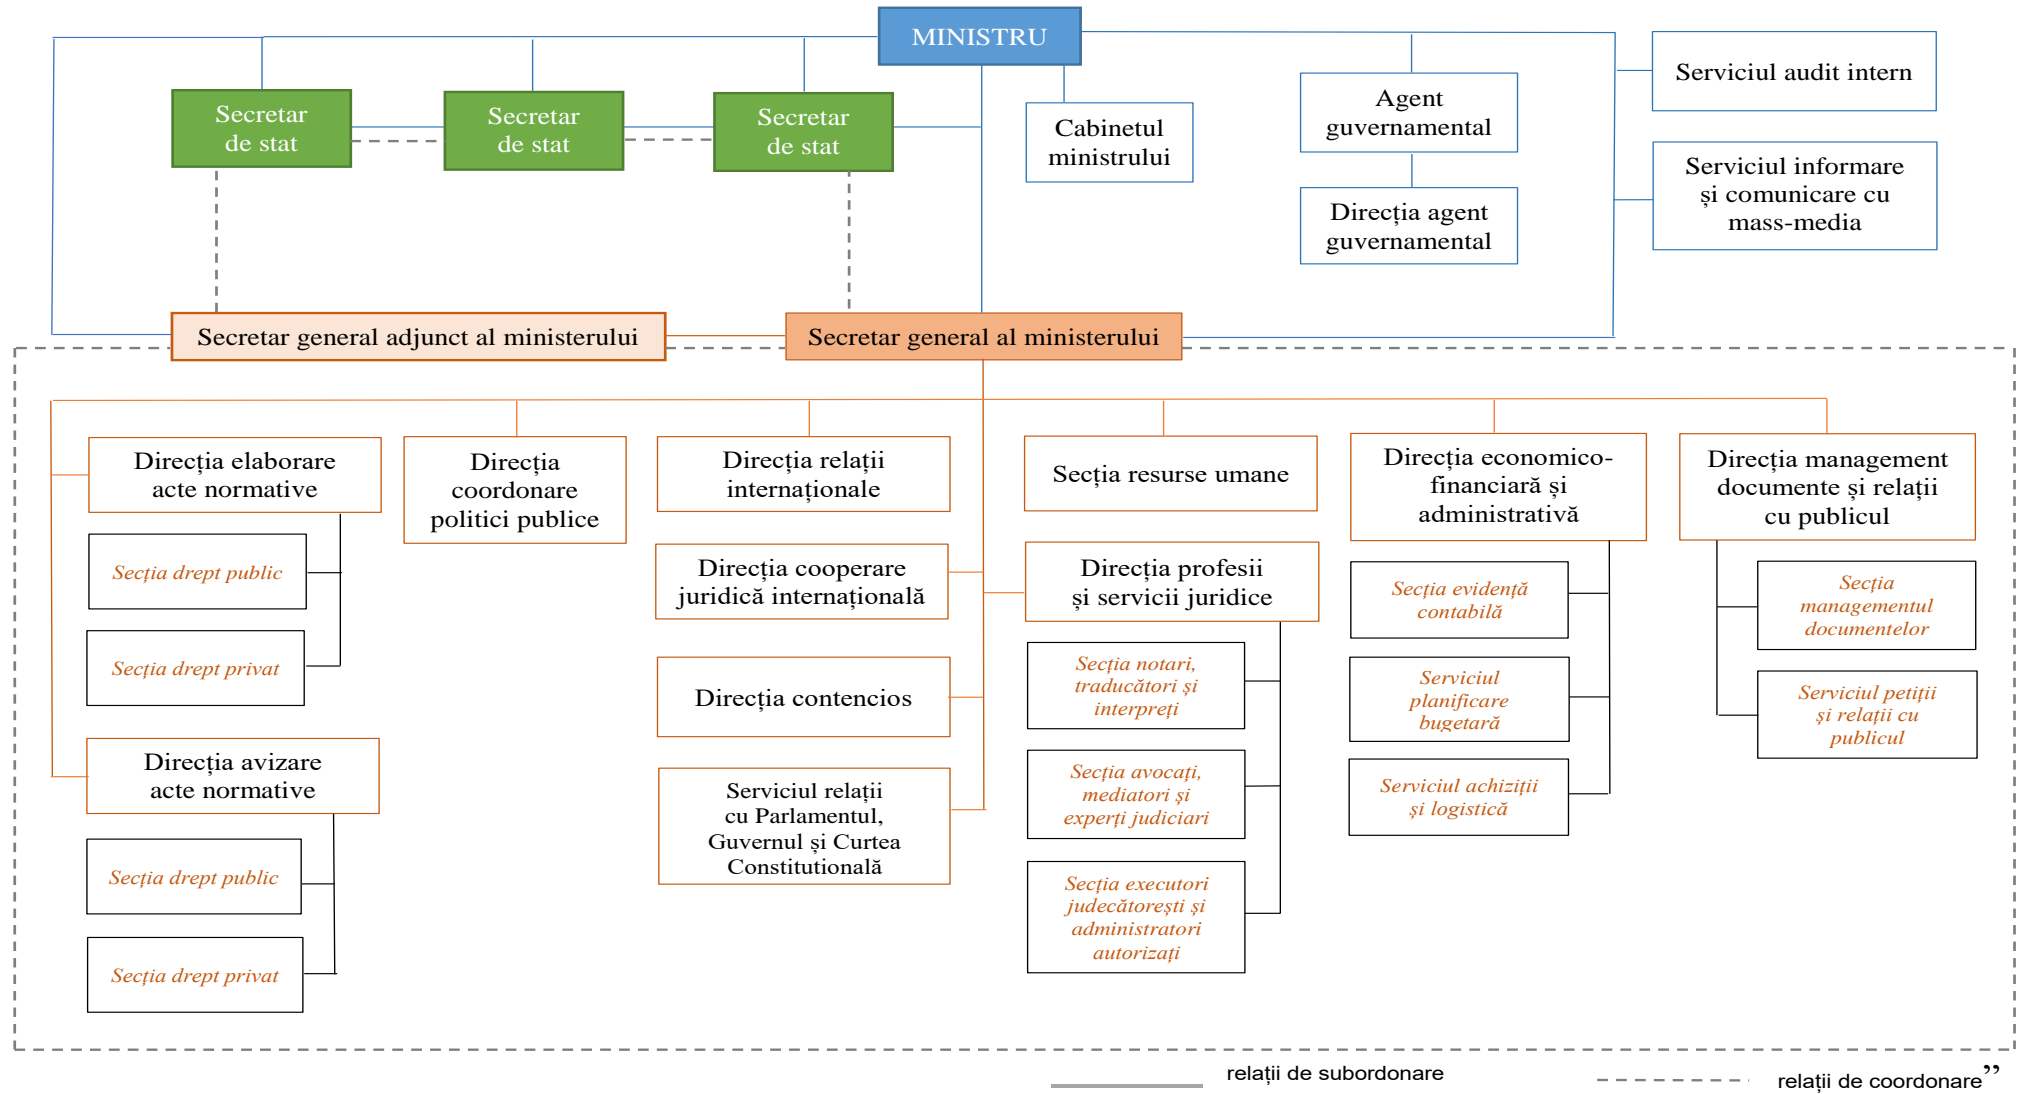 MINISTRU
Secretar
de stat
Secretar
de stat
Secretar
de stat
Cabinetul
ministrului
Agent
guvernamental
Direcția agent
guvernamental
Serviciul audit intern
Serviciul informare
și comunicare cu
mass-media
Secretar general adjunct al ministerului
Secretar general al ministerului
Direcția elaborare
acte normative
Secția drept public
Secția drept privat
Direcția avizare
acte normative
Secția drept public
Secția drept privat
Direcția
coordonare
politici publice
Direcția relații
internaționale
Direcția cooperare
juridică internațională
Direcția contencios
Serviciul relații
cu Parlamentul,
Guvernul și Curtea
Constitutională
Secția resurse umane
Direcția profesii
și servicii juridice
Secția notari,
traducători și
interpreți
Secția avocați,
mediatori și
experți judiciari
Secția executori
judecătorești și
administratori
autorizați
Direcția economico-
financiară și
administrativă
Secția evidență
contabilă
Serviciul
planificare
bugetară
Serviciul achiziții
și logistică
Direcția management
documente și relații
cu publicul
Secția
managementul
documentelor
Serviciul petiții
și relații cu
publicul
relații de subordonare
relații de coordonare”